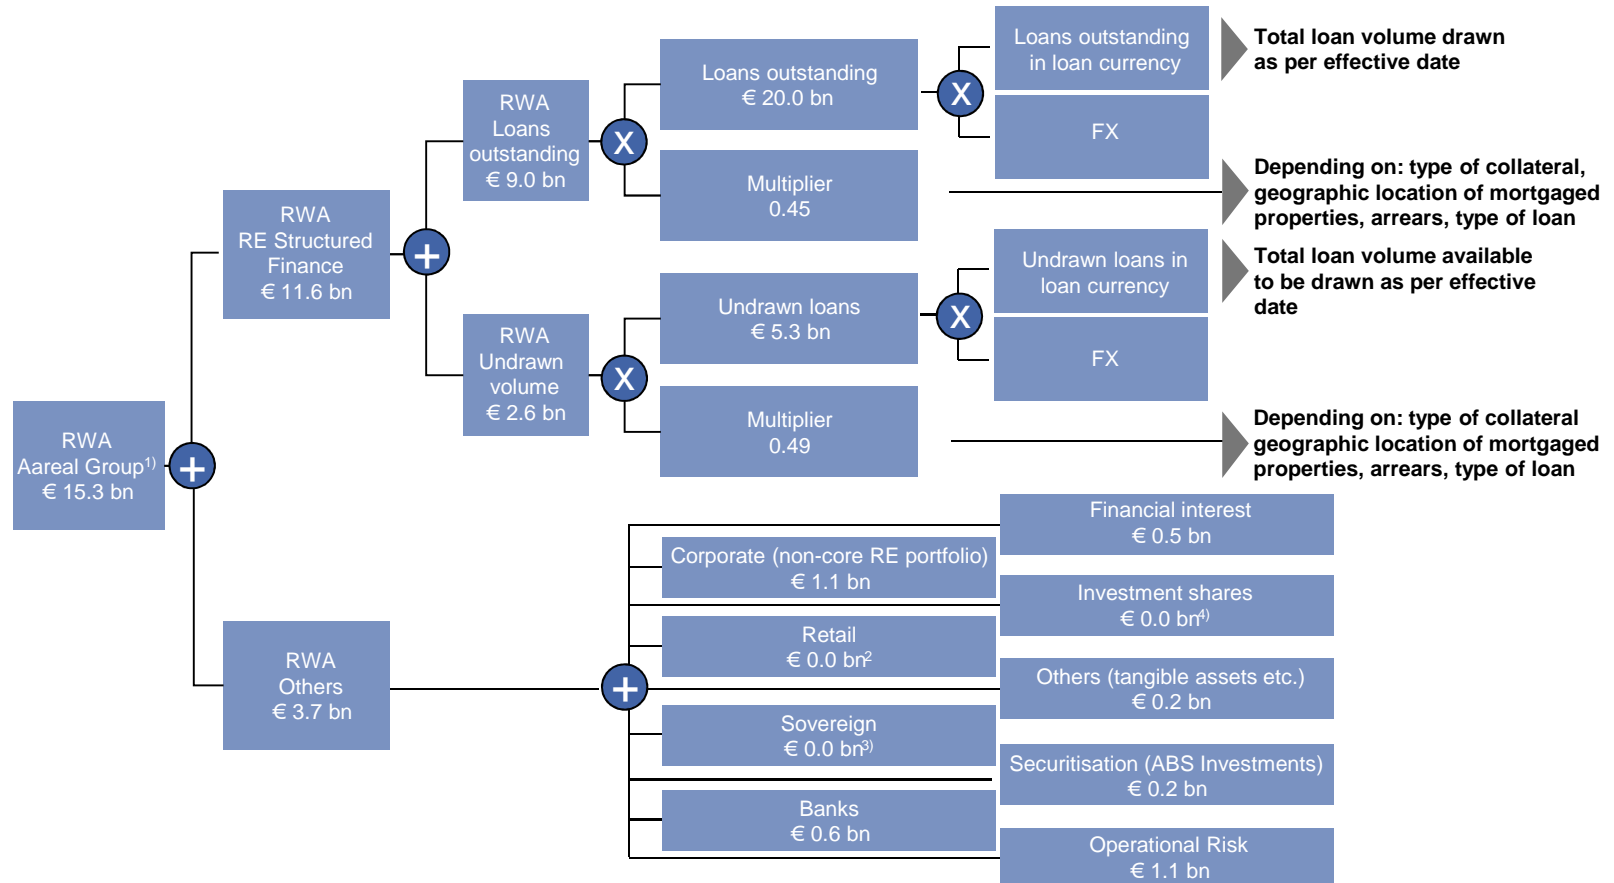 RWA
Aareal Group1)
€ 15.3 bn
+
RWA
RE Structured
Finance
€ 11.6 bn
+
RWA
Loans
outstanding
€ 9.0 bn
X
Loans outstanding
€ 20.0 bn
X
Loans outstanding
in loan currency
Total loan volume drawn
as per effective date
FX
Multiplier
0.45
Depending on: type of collateral,
geographic location of mortgaged
properties, arrears, type of loan
RWA
Undrawn
volume
€ 2.6 bn
X
Undrawn loans
€ 5.3 bn
X
Undrawn loans in
loan currency
Total loan volume available
to be drawn as per effective
date
FX
Multiplier
0.49
Depending on: type of collateral
geographic location of mortgaged
properties, arrears, type of loan
RWA
Others
€ 3.7 bn
+
Financial interest
€ 0.5 bn
Corporate (non-core RE portfolio)
€ 1.1 bn
Investment shares
€ 0.0 bn4)
Retail
€ 0.0 bn2
Others (tangible assets etc.)
€ 0.2 bn
Sovereign
€ 0.0 bn3)
Securitisation (ABS Investments)
€ 0.2 bn
Banks
€ 0.6 bn
Operational Risk
€ 1.1 bn